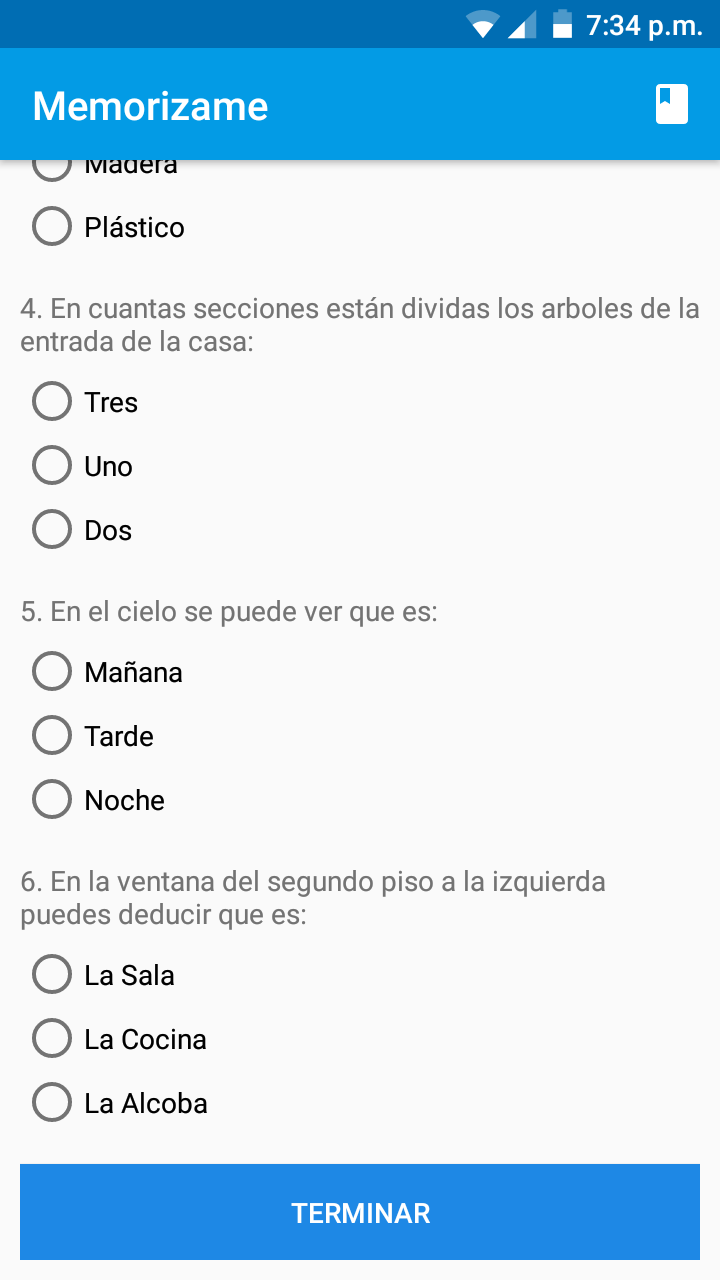 7:34 p.m.
Memorizame
Madera
Plástico
4. En cuantas secciones están dividas los arboles de la
entrada de la casa:
Tres
Uno
Dos
5. En el cielo se puede ver que es:
Mañana
Tarde
Noche
6. En la ventana del segundo piso a la izquierda
puedes deducir que es:
La Sala
La Cocina
La Alcoba
TERMINAR